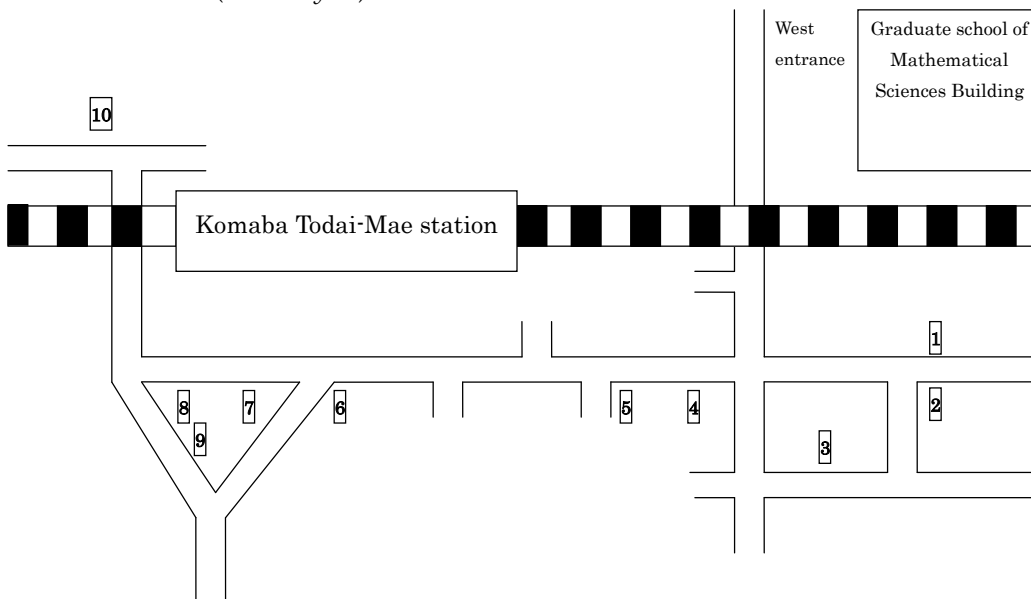 West
entrance
Graduate school of
Mathematical
Sciences Building
10
Komaba Todai-Mae station
1
2
3
4
5
6
7
8
9